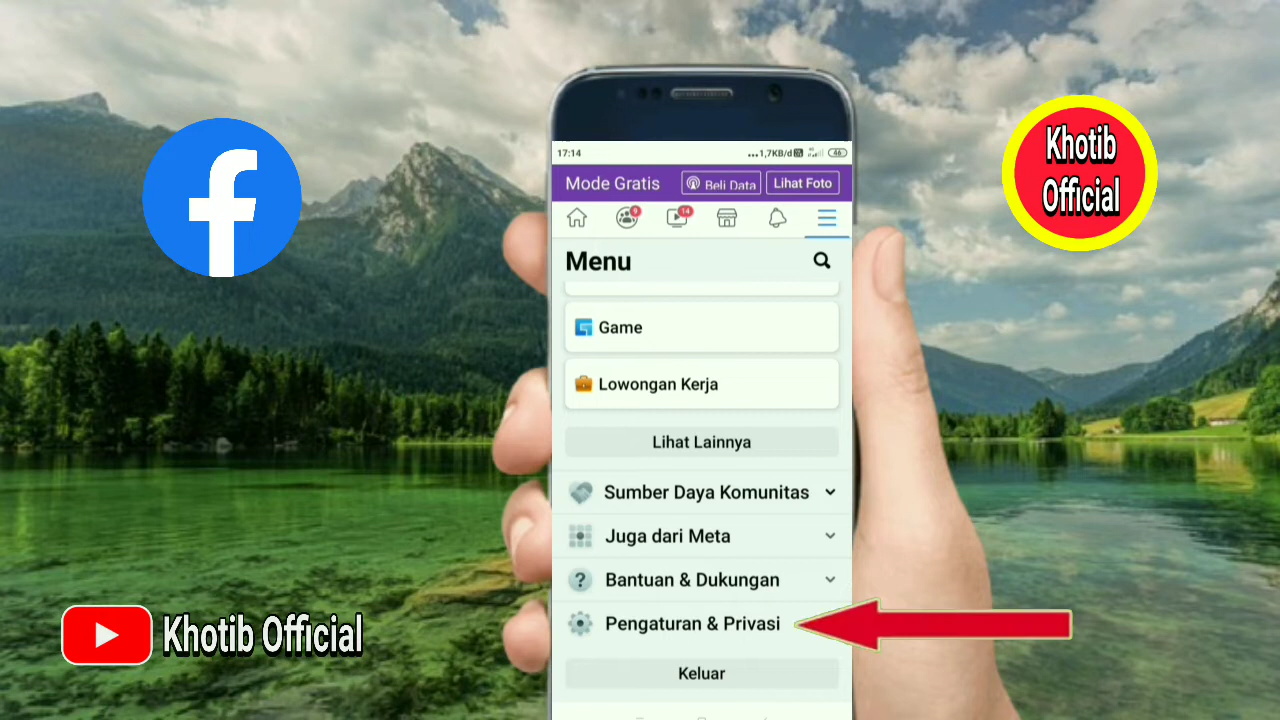 17:14
...1,7KB/d
46
Mode Gratis
Beli Data
Lihat Foto
9
14
Menu
Game
Lowongan Kerja
Lihat Lainnya
Sumber Daya Komunitas
Juga dari Meta
? Bantuan & Dukungan
Pengaturan & Privasi
Keluar
Khotib
Official
Khotib Official